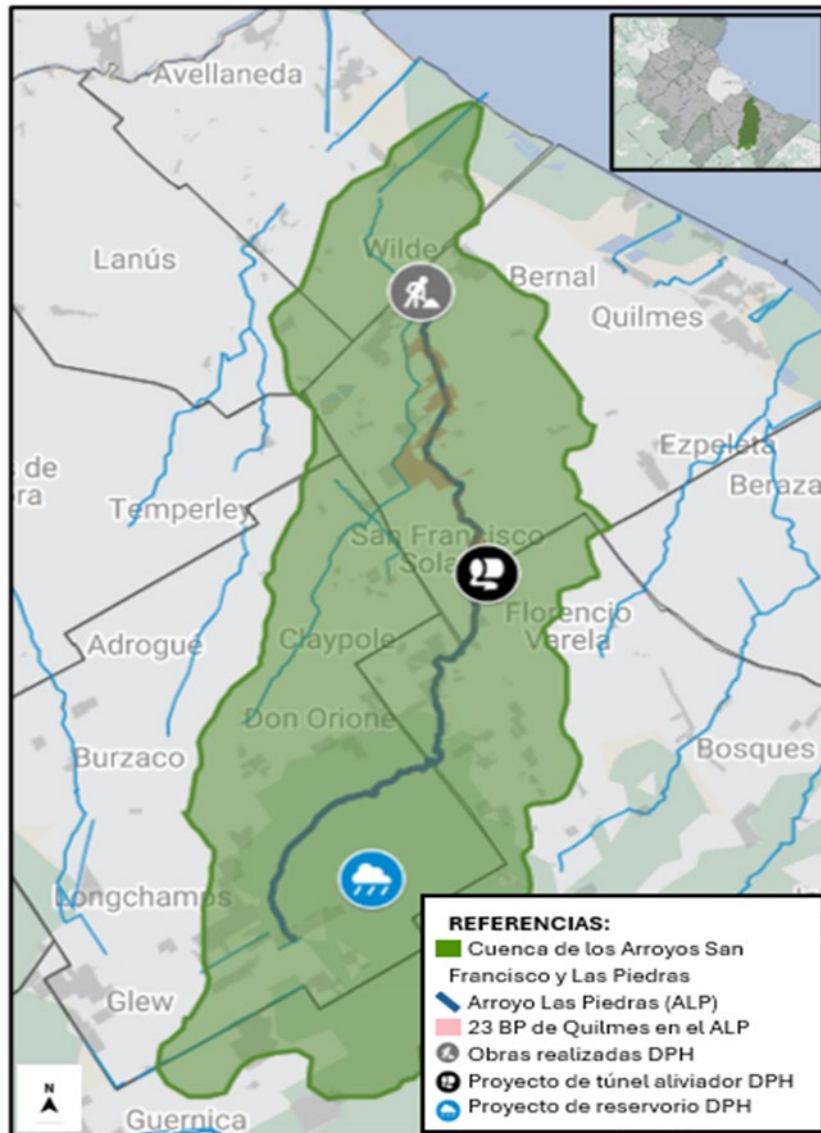 Avellaneda
Lanús
Wilde
Bernal
Quilmes
s de
ora
Ezpeleta
Beraza
Temperley
San Francisco
Sola
Florencio
Varela
Adrogué
Claypole
Don Orione
Burzaco
Bosques
Longchamps
Glew
Guernica
N
REFERENCIAS:
Cuenca de los Arroyos San
Francisco y Las Piedras
Arroyo Las Piedras (ALP)
23 BP de Quilmes en el ALP
Obras realizadas DPH
Proyecto de túnel aliviador DPH
Proyecto de reservorio DPH